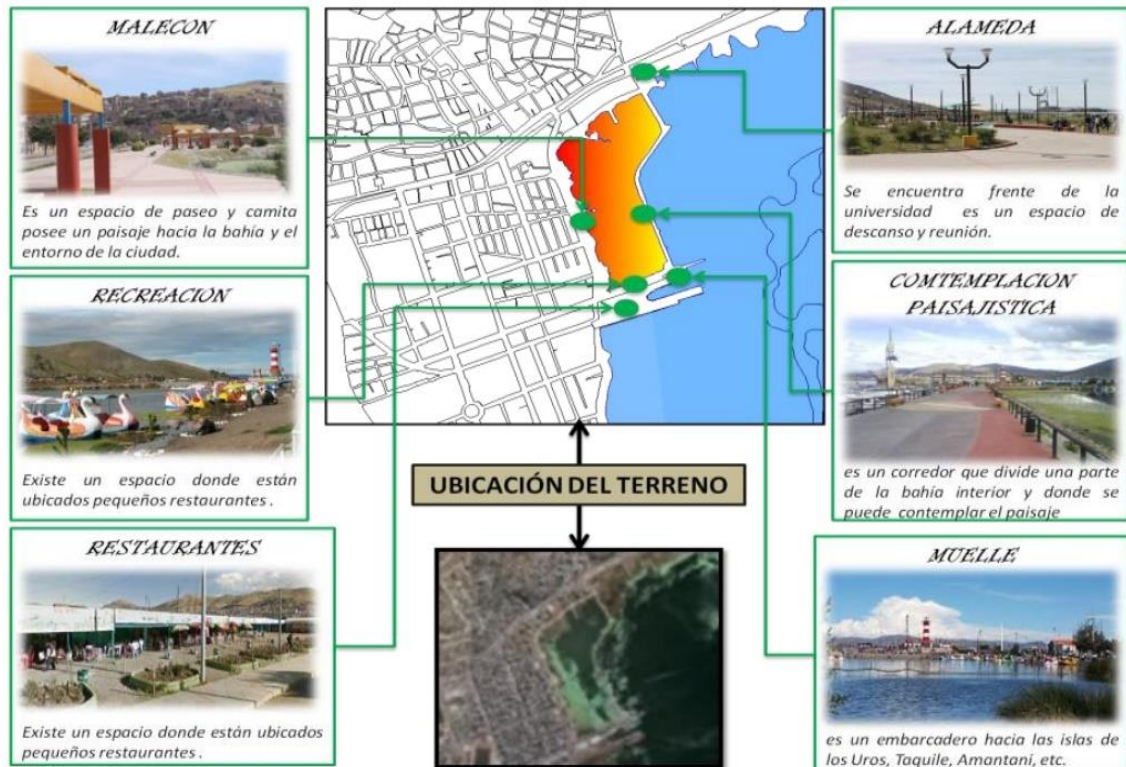 MALECON
Es un espacio de paseo y camita
posee un paisaje hacia la bahía y el
entorno de la ciudad.
RECREACION
Existe un espacio donde están
ubicados pequeños restaurantes .
RESTAURANTES
Existe un espacio donde están ubicados
pequeños restaurantes .
UBICACIÓN DEL TERRENO
ALAMEDA
Se encuentra frente de la
universidad es un espacio de
descanso y reunión.
COMTEMPLACION
PAISAJISTICA
es un corredor que divide una parte
de la bahía interior y donde se
puede contemplar el paisaje
MUELLE
es un embarcadero hacia las islas de
los Uros, Taquile, Amantaní, etc.